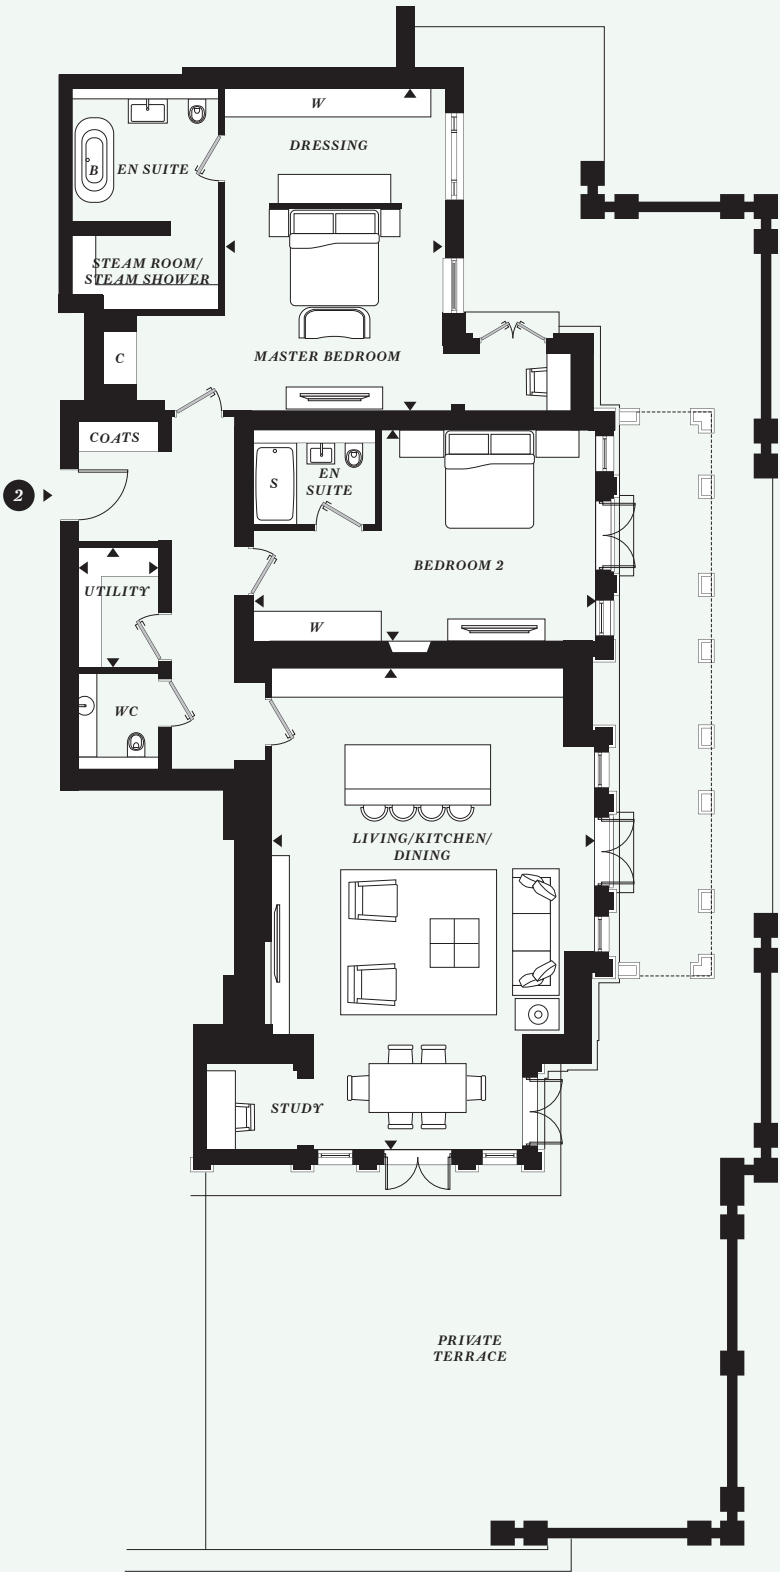 W
DRESSING
B
EN SUITE
STEAM ROOM/
STEAM SHOWER
C
MASTER BEDROOM
COATS
2
S
EN
SUITE
BEDROOM 2
UTILITY
W
WC
LIVING/KITCHEN/
DINING
STUDY
PRIVATE
TERRACE